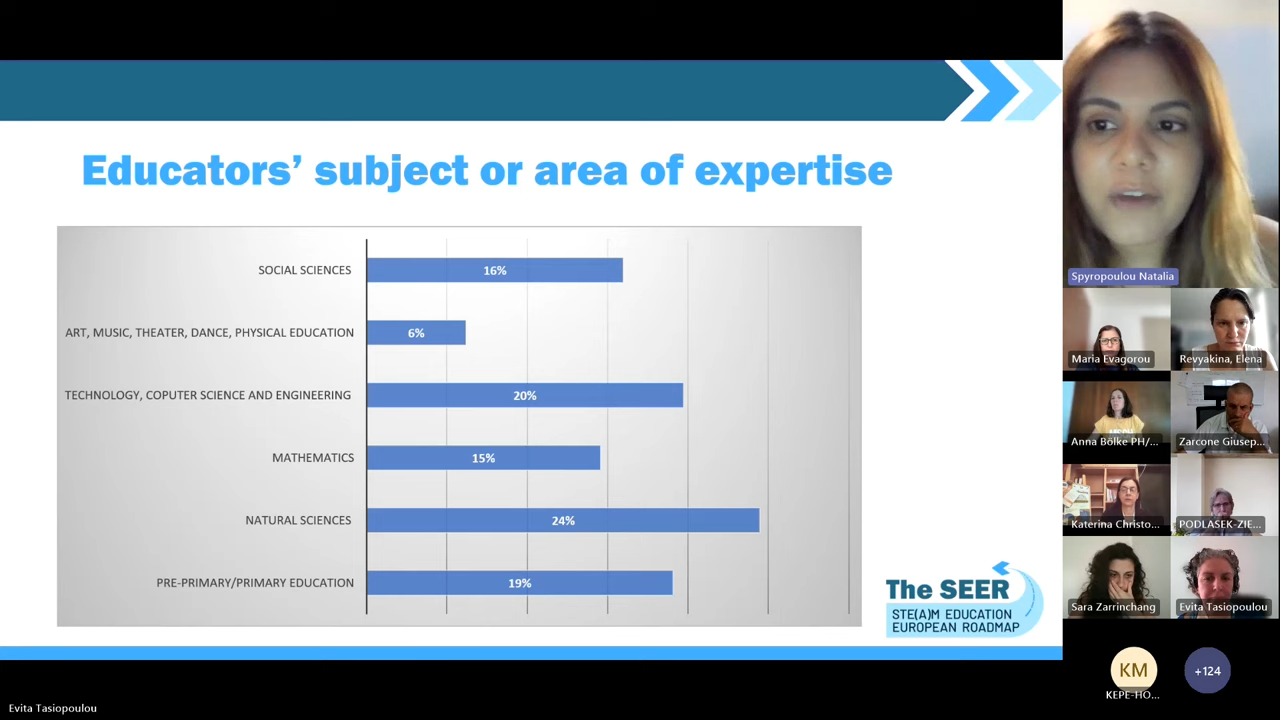 Educators’ subject or area of expertise
SOCIAL SCIENCES
16%
ART, MUSIC, THEATER, DANCE, PHYSICAL EDUCATION
6%
TECHNOLOGY, COPUTER SCIENCE AND ENGINEERING
20%
MATHEMATICS
15%
NATURAL SCIENCES
24%
PRE-PRIMARY/PRIMARY EDUCATION
19%
The SEER
STE(A)M EDUCATION
EUROPEAN ROADMAP
Spyropoulou Natalia
Maria Evagorou
Revyakina, Elena
Anna Bölke PH/...
Zarcone Giusep...
Katerina Christo...
PODLASEK-ZIE...
Sara Zarrinchang
Evita Tasiopoulou
KM
KEPE-HO...
+124
Evita Tasiopoulou